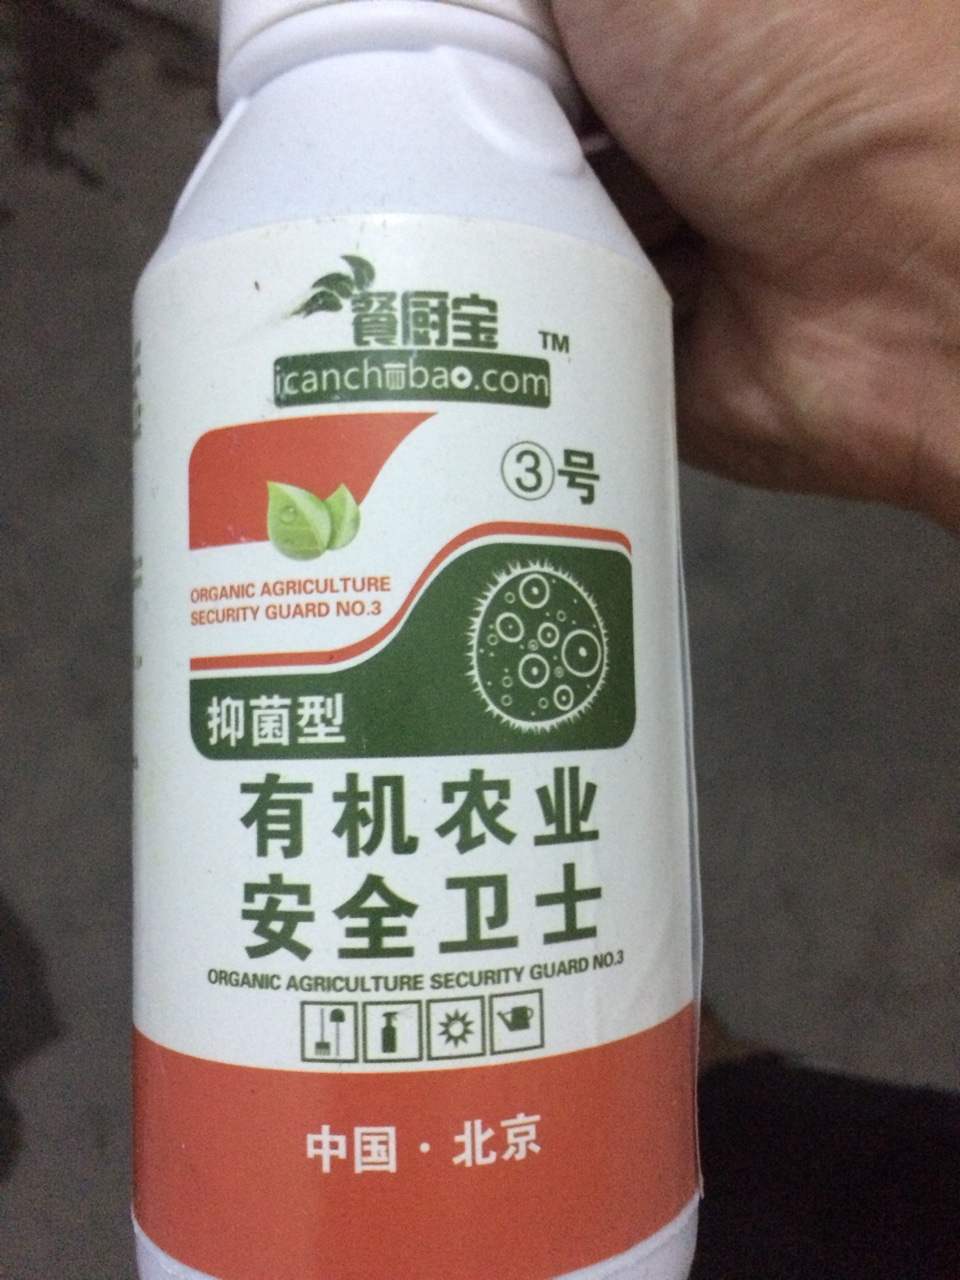 餐厨宝
TM
icanchubao.com
③号
ORGANIC AGRICULTURE
SECURITY GUARD NO.3
抑菌型
有机农业
安全卫士
ORGANIC AGRICULTURE SECURITY GUARD NO.3
中国·北京